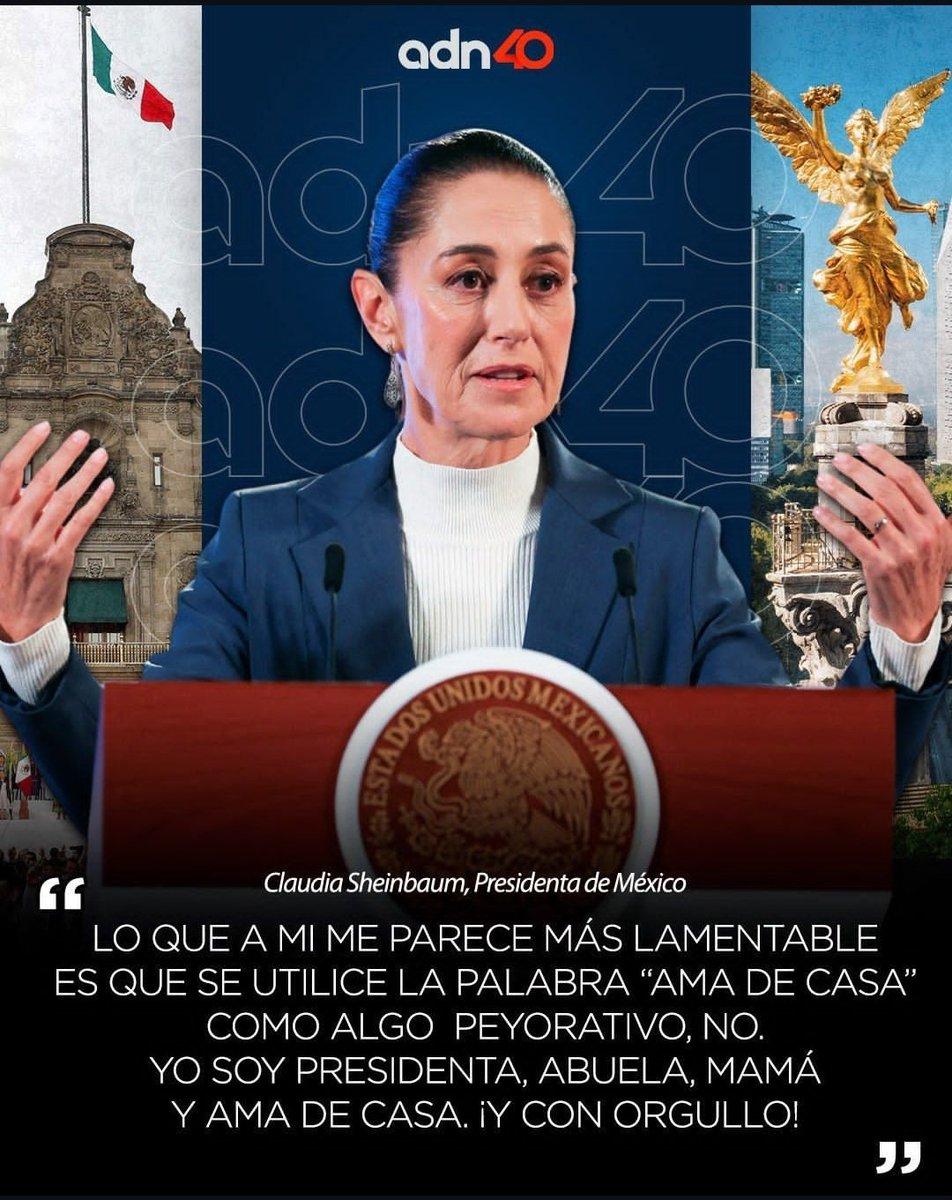 adn40
adn40
adn40
ESTADOS UNIDOS MEXICANOS
Claudia Sheinbaum, Presidenta de México
“
LO QUE A MI ME PARECE MÁS LAMENTABLE
ES QUE SE UTILICE LA PALABRA “AMA DE CASA”
COMO ALGO PEYORATIVO, NO.
YO SOY PRESIDENTA, ABUELA, MAMÁ
Y AMA DE CASA. ¡Y CON ORGULLO!
”